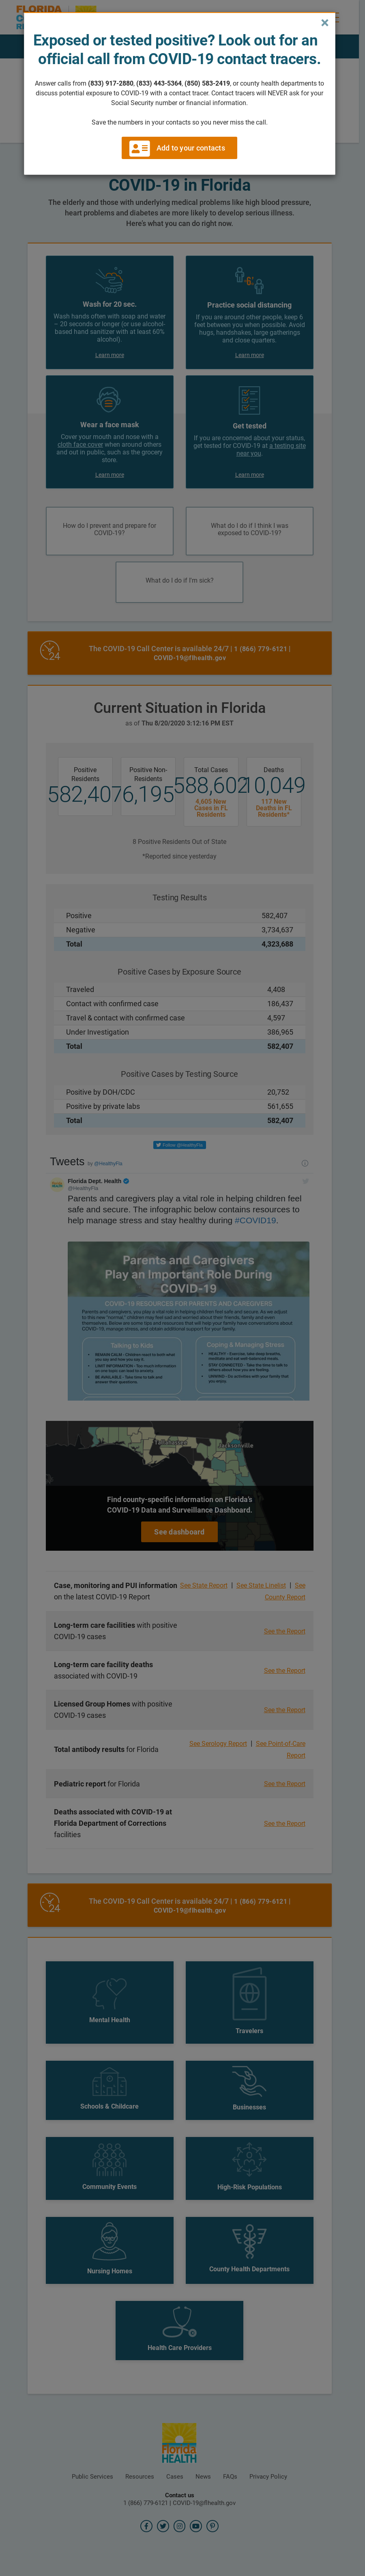 FLORIDA
Exposed or tested positive? Look out for an
official call from COVID-19 contact tracers.
Answer calls from (833) 917-2880, (833) 443-5364, (850) 583-2419, or county health departments to
discuss potential exposure to COVID-19 with a contact tracer. Contact tracers will NEVER ask for your
Social Security number or financial information.
Save the numbers in your contacts so you never miss the call.
Add to your contacts
COVID-19 in Florida
The elderly and those with underlying medical problems like high blood pressure,
heart problems and diabetes are more likely to develop serious illness.
Here's what you can do right now.
Wash for 20 sec.
Wash hands often with soap and water
– 20 seconds or longer (or use alcohol-
based hand sanitizer with at least 60%
alcohol).
Learn more
Practice social distancing
If you are around other people, keep 6
feet between you when possible. Avoid
hugs, handshakes, large gatherings
and close quarters.
Learn more
Wear a face mask
Cover your mouth and nose with a
cloth face cover when around others
and out in public, such as the grocery
store.
Learn more
Get tested
If you are concerned about your status,
get tested for COVID-19 at a testing site
near you.
Learn more
How do I prevent and prepare for
COVID-19?
What do I do if I think I was
exposed to COVID-19?
What do I do if I'm sick?
24
The COVID-19 Call Center is available 24/7 | 1 (866) 779-6121 |
COVID-19@flhealth.gov
Current Situation in Florida
as of Thu 8/20/2020 3:12:16 PM EST
Positive
Residents
582,407
Positive Non-
Residents
6,195
Total Cases
588,602
4,605 New
Cases in FL
Residents
Deaths
10,049
117 New
Deaths in FL
Residents*
8 Positive Residents Out of State
*Reported since yesterday
Testing Results
Positive 582,407
Negative 3,734,637
Total 4,323,688
Positive Cases by Exposure Source
Traveled 4,408
Contact with confirmed case 186,437
Travel & contact with confirmed case 4,597
Under Investigation 386,965
Total 582,407
Positive Cases by Testing Source
Positive by DOH/CDC 20,752
Positive by private labs 561,655
Total 582,407
Follow @HealthyFla
Tweets by @HealthyFla
Florida Dept. Health
@HealthyFla
Parents and caregivers play a vital role in helping children feel
safe and secure. The infographic below contains resources to
help manage stress and stay healthy during #COVID19.
Parents and Caregivers
Play an Important Role During
COVID-19
COVID-19 RESOURCES FOR PARENTS AND CAREGIVERS
Talking to Kids
Coping & Managing Stress
Jacksonville
Find county-specific information on Florida's
COVID-19 Data and Surveillance Dashboard.
See dashboard
Case, monitoring and PUI information
on the latest COVID-19 Report
See State Report | See State Linelist | See
County Report
Long-term care facilities with positive
COVID-19 cases
See the Report
Long-term care facility deaths
associated with COVID-19
See the Report
Licensed Group Homes with positive
COVID-19 cases
See the Report
Total antibody results for Florida
See Serology Report | See Point-of-Care
Report
Pediatric report for Florida
See the Report
Deaths associated with COVID-19 at
Florida Department of Corrections
facilities
See the Report
24
The COVID-19 Call Center is available 24/7 | 1 (866) 779-6121 |
COVID-19@flhealth.gov
Mental Health
Travelers
Schools & Childcare
Businesses
Community Events
High-Risk Populations
Nursing Homes
County Health Departments
Health Care Providers
Florida
HEALTH
Public Services
Resources
Cases
News
FAQs
Privacy Policy
Contact us
1 (866) 779-6121 | COVID-19@flhealth.gov